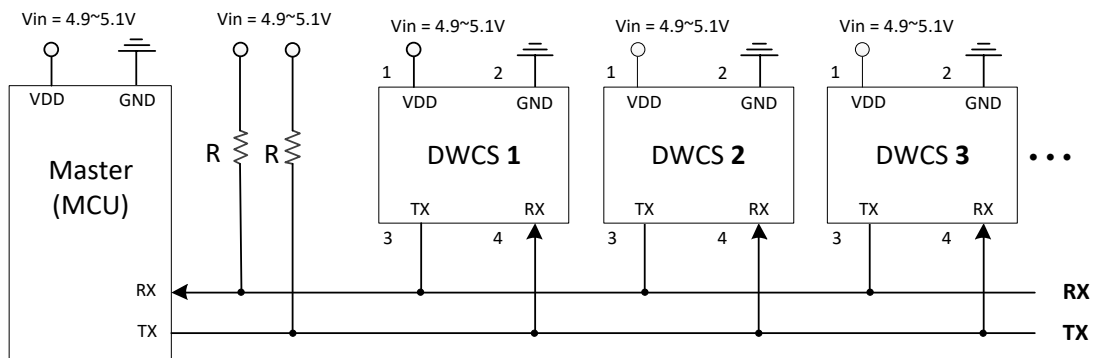 Vin = 4.9~5.1V
Vin = 4.9~5.1V
Vin = 4.9~5.1V
Vin = 4.9~5.1V
Vin = 4.9~5.1V
1
2
1
2
1
2
VDD
GND
VDD
GND
VDD
GND
VDD
GND
R
R
Master
(MCU)
DWCS 1
DWCS 2
DWCS 3
TX
RX
TX
RX
TX
RX
3
4
3
4
3
4
RX
RX
TX
TX